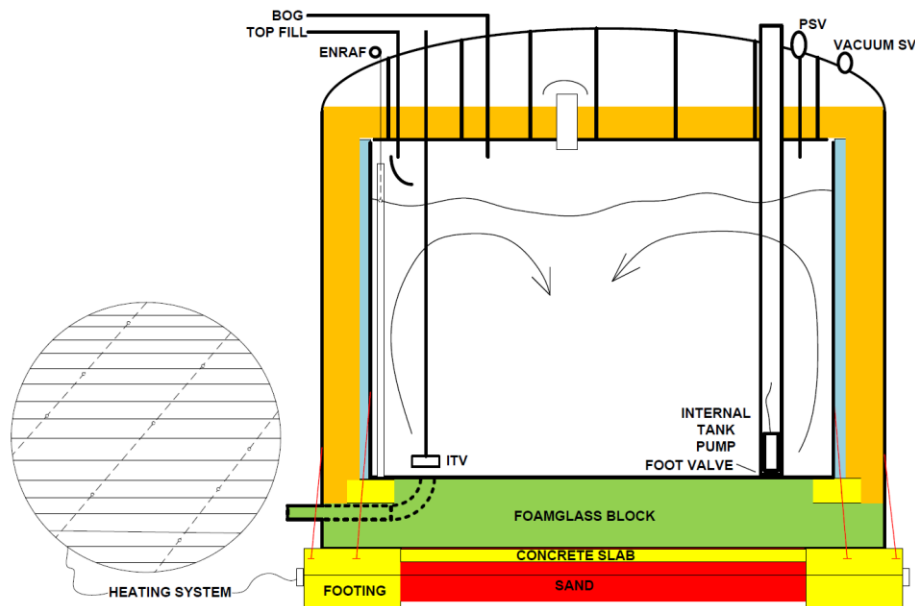 BOG
TOP FILL
ENRAF
PSV
VACUUM SV
INTERNAL
TANK
PUMP
FOOT VALVE
ITV
FOAMGLASS BLOCK
CONCRETE SLAB
HEATING SYSTEM
FOOTING
SAND